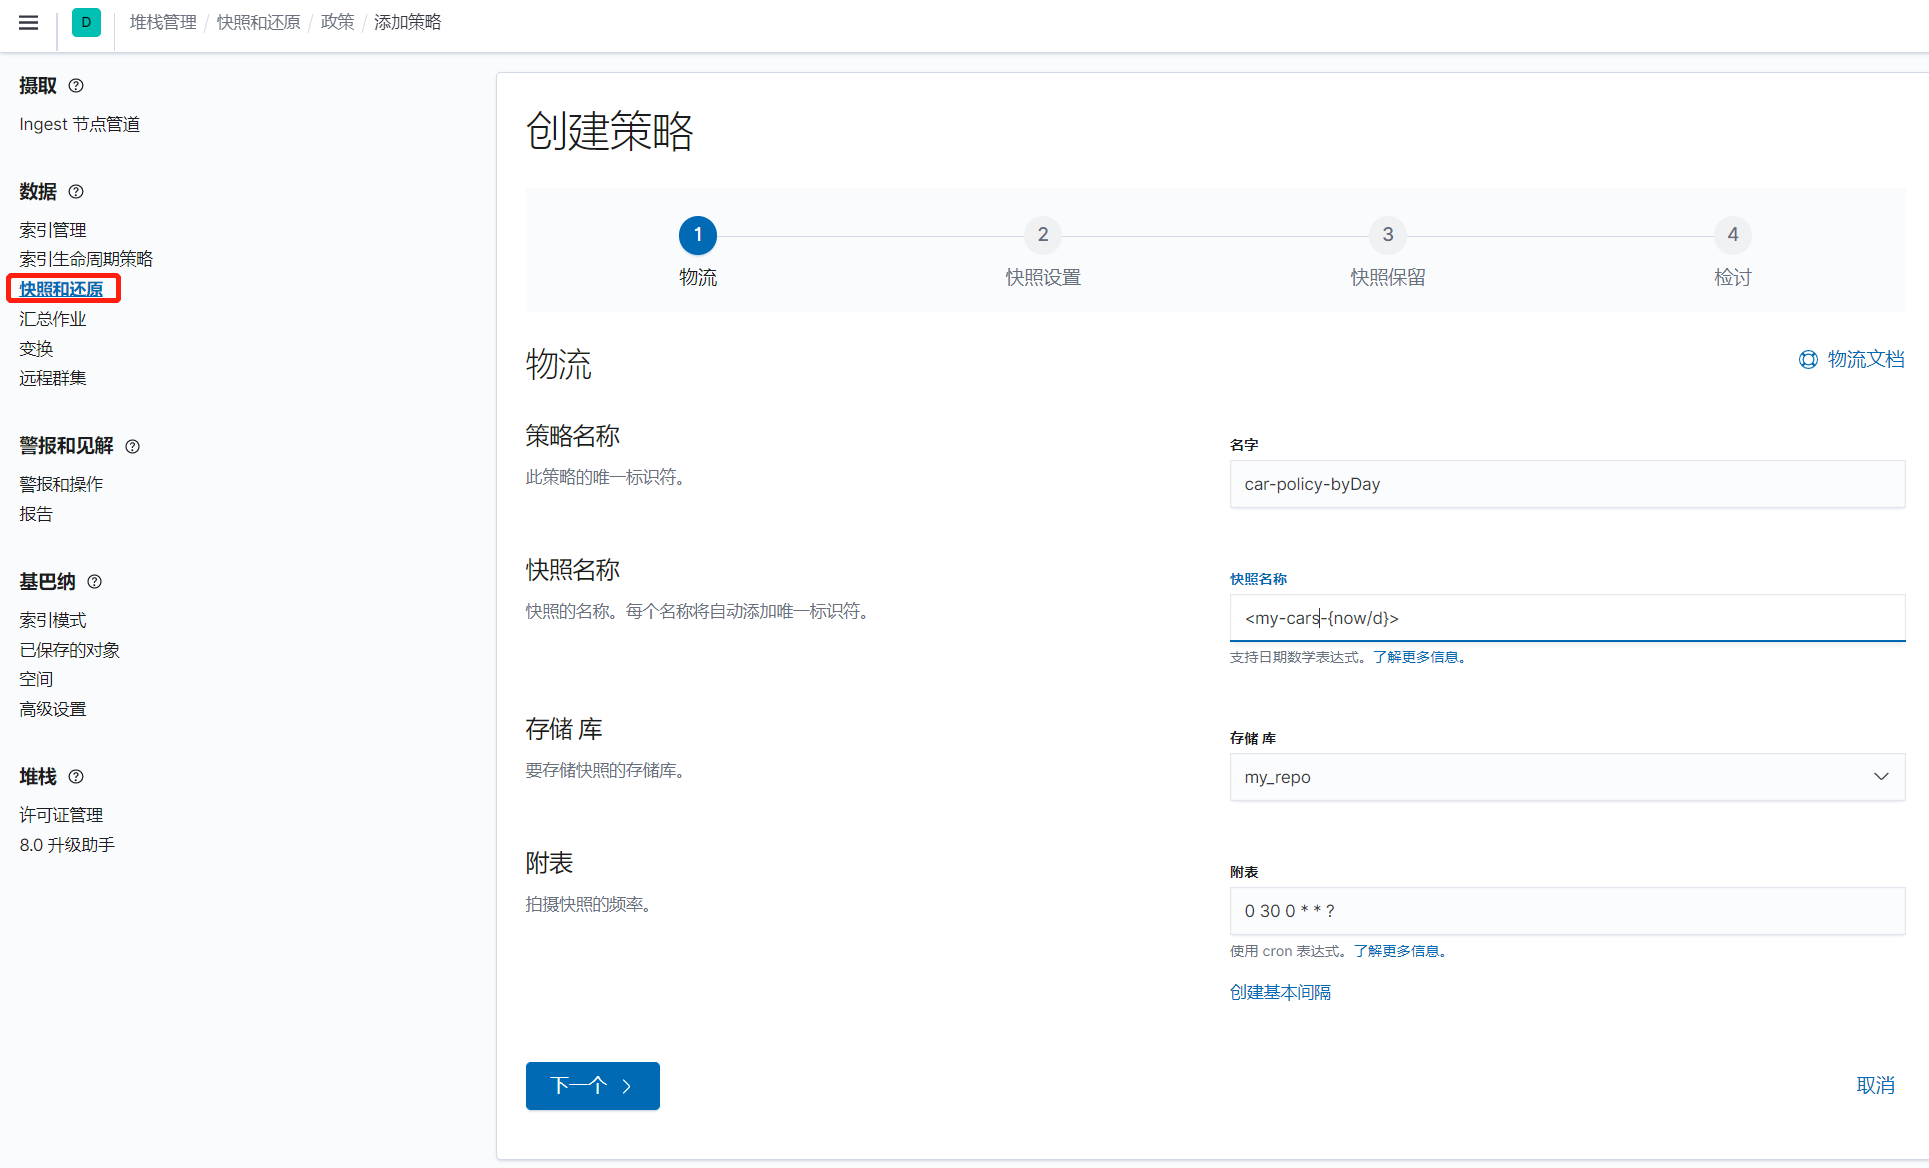 D 堆栈管理 / 快照和还原 / 政策 / 添加策略
摄取
Ingest 节点管道
数据
索引管理
索引生命周期策略
快照和还原
汇总作业
变换
远程群集
警报和见解
警报和操作
报告
基巴纳
索引模式
已保存的对象
空间
高级设置
堆栈
许可证管理
8.0 升级助手
创建策略
1 2 3 4
物流 快照设置 快照保留 检讨
物流
物流文档
策略名称
此策略的唯一标识符。
名字
car-policy-byDay
快照名称
快照的名称。每个名称将自动添加唯一标识符。
快照名称
<my-cars-{now/d}>
支持日期数学表达式。了解更多信息。
存储 库
要存储快照的存储库。
存储 库
my_repo
附表
拍摄快照的频率。
附表
0 30 0 * * ?
使用 cron 表达式。了解更多信息。
创建基本间隔
下一个
取消